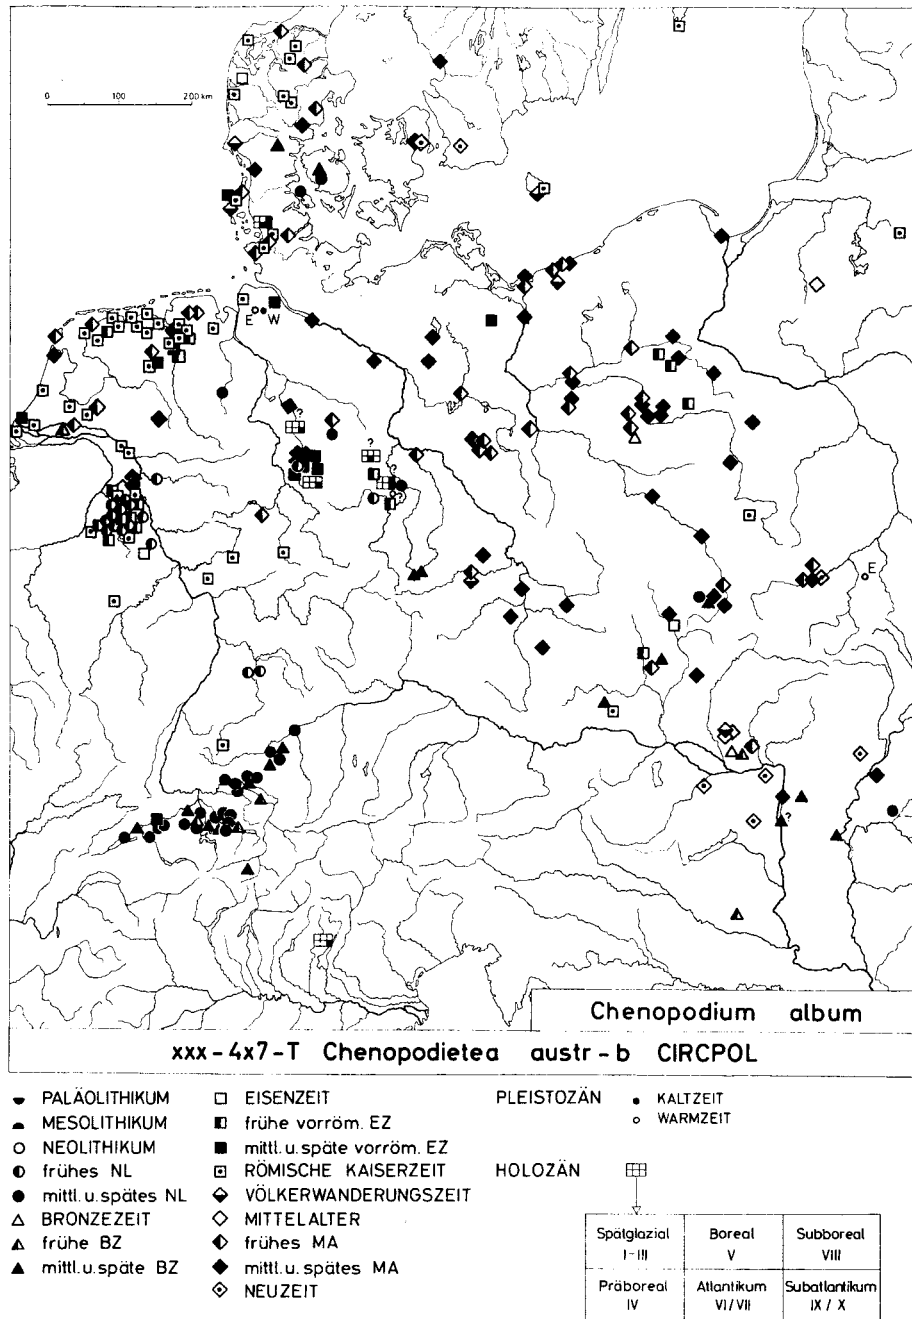 0 100 200 km
E W
?
?
?
? ?
E
?
Chenopodium album
xxx-4x7-T Chenopodietea austr-b CIRCPOL
PALÄOLITHIKUM
MESOLITHIKUM
NEOLITHIKUM
frühes NL
mittl.u.spätes NL
BRONZEZEIT
frühe BZ
mittl.u.späte BZ
EISENZEIT
frühe vorröm. EZ
mittl.u.späte vorröm. EZ
RÖMISCHE KAISERZEIT
VÖLKERWANDERUNGSZEIT
MITTELALTER
frühes MA
mittl.u.spätes MA
NEUZEIT
PLEISTOZÄN
KALTZEIT
WARMZEIT
HOLOZÄN
Spätglazial I-III
Boreal V
Subboreal VIII
Präboreal IV
Atlantikum VI/VII
Subatlantikum IX / X